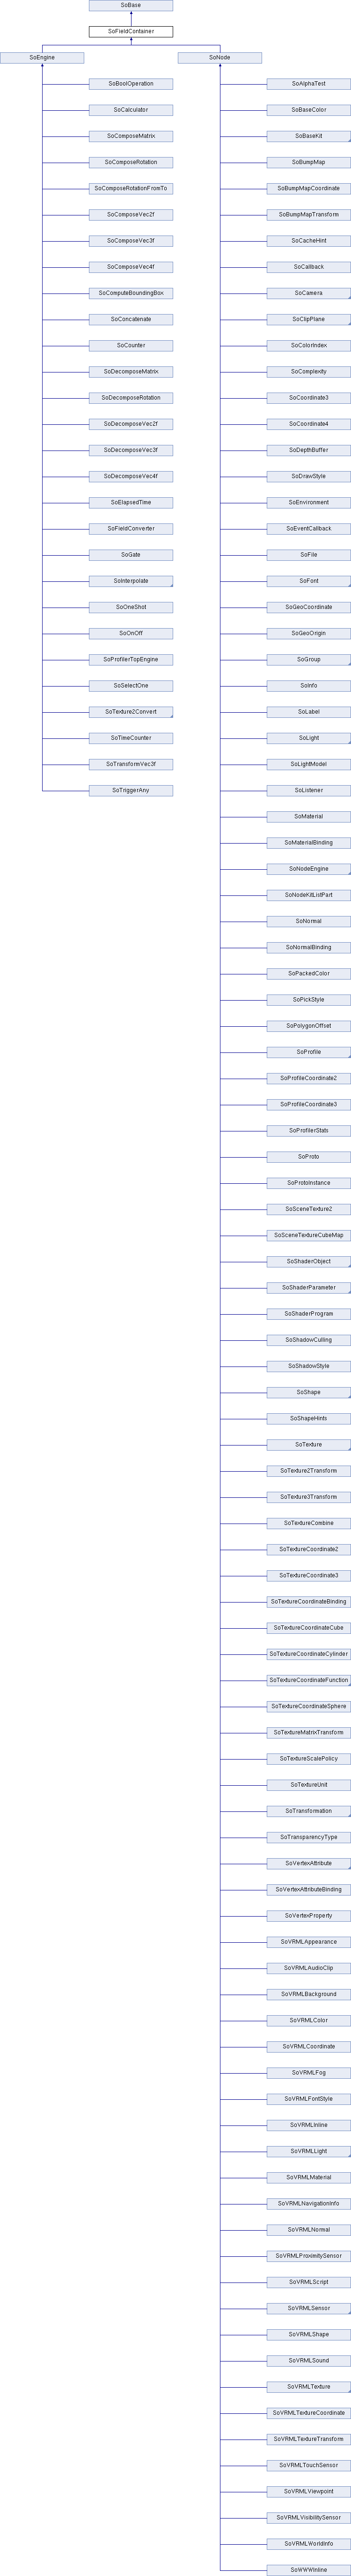 SoBase
SoFieldContainer
SoEngine
SoNode
SoBoolOperation
SoAlphaTest
SoCalculator
SoBaseColor
SoComposeMatrix
SoBaseKit
SoComposeRotation
SoBumpMap
SoComposeRotationFromTo
SoBumpMapCoordinate
SoComposeVec2f
SoBumpMapTransform
SoComposeVec3f
SoCacheHint
SoComposeVec4f
SoCallback
SoComputeBoundingBox
SoCamera
SoConcatenate
SoClipPlane
SoCounter
SoColorIndex
SoDecomposeMatrix
SoComplexity
SoDecomposeRotation
SoCoordinate3
SoDecomposeVec2f
SoCoordinate4
SoDecomposeVec3f
SoDepthBuffer
SoDecomposeVec4f
SoDrawStyle
SoElapsedTime
SoEnvironment
SoFieldConverter
SoEventCallback
SoGate
SoFile
SoInterpolate
SoFont
SoOneShot
SoGeoCoordinate
SoOnOff
SoGeoOrigin
SoProfilerTopEngine
SoGroup
SoSelectOne
SoInfo
SoTexture2Convert
SoLabel
SoTimeCounter
SoLight
SoTransformVec3f
SoLightModel
SoTriggerAny
SoListener
SoMaterial
SoMaterialBinding
SoNodeEngine
SoNodeKitListPart
SoNormal
SoNormalBinding
SoPackedColor
SoPickStyle
SoPolygonOffset
SoProfile
SoProfileCoordinate2
SoProfileCoordinate3
SoProfilerStats
SoProto
SoProtoInstance
SoSceneTexture2
SoSceneTextureCubeMap
SoShaderObject
SoShaderParameter
SoShaderProgram
SoShadowCulling
SoShadowStyle
SoShape
SoShapeHints
SoTexture
SoTexture2Transform
SoTexture3Transform
SoTextureCombine
SoTextureCoordinate2
SoTextureCoordinate3
SoTextureCoordinateBinding
SoTextureCoordinateCube
SoTextureCoordinateCylinder
SoTextureCoordinateFunction
SoTextureCoordinateSphere
SoTextureMatrixTransform
SoTextureScalePolicy
SoTextureUnit
SoTransformation
SoTransparencyType
SoVertexAttribute
SoVertexAttributeBinding
SoVertexProperty
SoVRMLAppearance
SoVRMLAudioClip
SoVRMLBackground
SoVRMLColor
SoVRMLCoordinate
SoVRMLFog
SoVRMLFontStyle
SoVRMLInline
SoVRMLLight
SoVRMLMaterial
SoVRMLNavigationInfo
SoVRMLNormal
SoVRMLProximitySensor
SoVRMLScript
SoVRMLSensor
SoVRMLShape
SoVRMLSound
SoVRMLTexture
SoVRMLTextureCoordinate
SoVRMLTextureTransform
SoVRMLTouchSensor
SoVRMLViewpoint
SoVRMLVisibilitySensor
SoVRMLWorldInfo
SoWWWInline